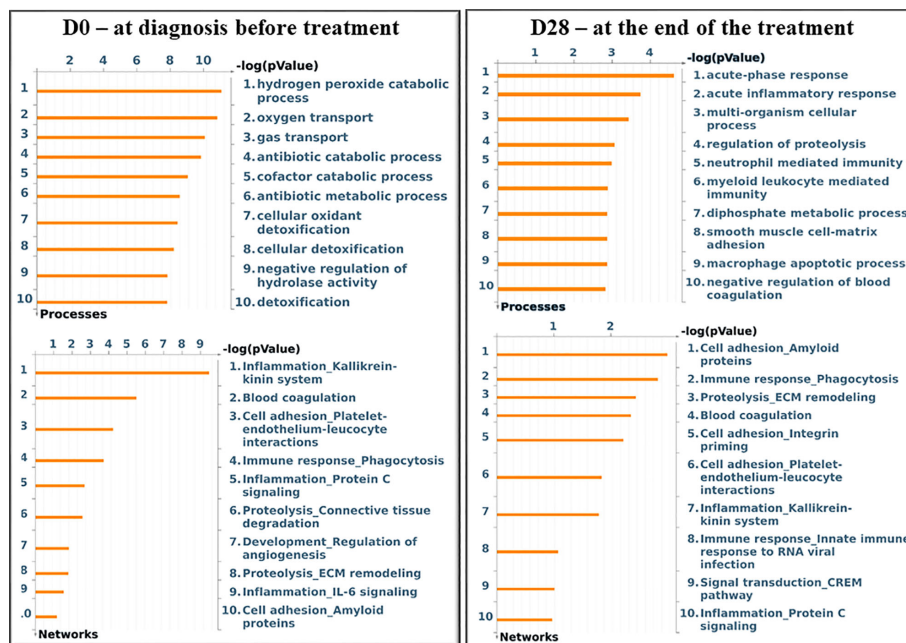 D0 – at diagnosis before treatment
2 4 6 8 10 -log(pValue)
1 1. hydrogen peroxide catabolic
process
2 2. oxygen transport
3 3. gas transport
4 4. antibiotic catabolic process
5 5. cofactor catabolic process
6 6. antibiotic metabolic process
7 7. cellular oxidant
detoxification
8 8. cellular detoxification
9 9. negative regulation of
hydrolase activity
10 10. detoxification
Processes
1 2 3 4 5 6 7 8 9 -log(pValue)
1 1. Inflammation_Kallikrein-
kinin system
2 2. Blood coagulation
3 3. Cell adhesion_Platelet-
endothelium-leucocyte
interactions
4 4. Immune response_Phagocytosis
5 5. Inflammation_Protein C
signaling
6 6. Proteolysis_Connective tissue
degradation
7 7. Development_Regulation of
angiogenesis
8 8. Proteolysis_ECM remodeling
9 9. Inflammation_IL-6 signaling
.0 10. Cell adhesion_Amyloid
proteins
Networks
D28 – at the end of the treatment
1 2 3 4 -log(pValue)
1 1. acute-phase response
2 2. acute inflammatory response
3 3. multi-organism cellular
process
4 4. regulation of proteolysis
5 5. neutrophil mediated immunity
6 6. myeloid leukocyte mediated
immunity
7 7. diphosphate metabolic process
8 8. smooth muscle cell-matrix
adhesion
9 9. macrophage apoptotic process
10 10. negative regulation of blood
coagulation
Processes
1 2 -log(pValue)
1 1. Cell adhesion_Amyloid
proteins
2 2. Immune response_Phagocytosis
3 3. Proteolysis_ECM remodeling
4 4. Blood coagulation
5 5. Cell adhesion_Integrin
priming
6 6. Cell adhesion_Platelet-
endothelium-leucocyte
interactions
7 7. Inflammation_Kallikrein-
kinin system
8 8. Immune response_Innate immune
response to RNA viral
infection
9 9. Signal transduction_CREM
pathway
10 10. Inflammation_Protein C
signaling
Networks